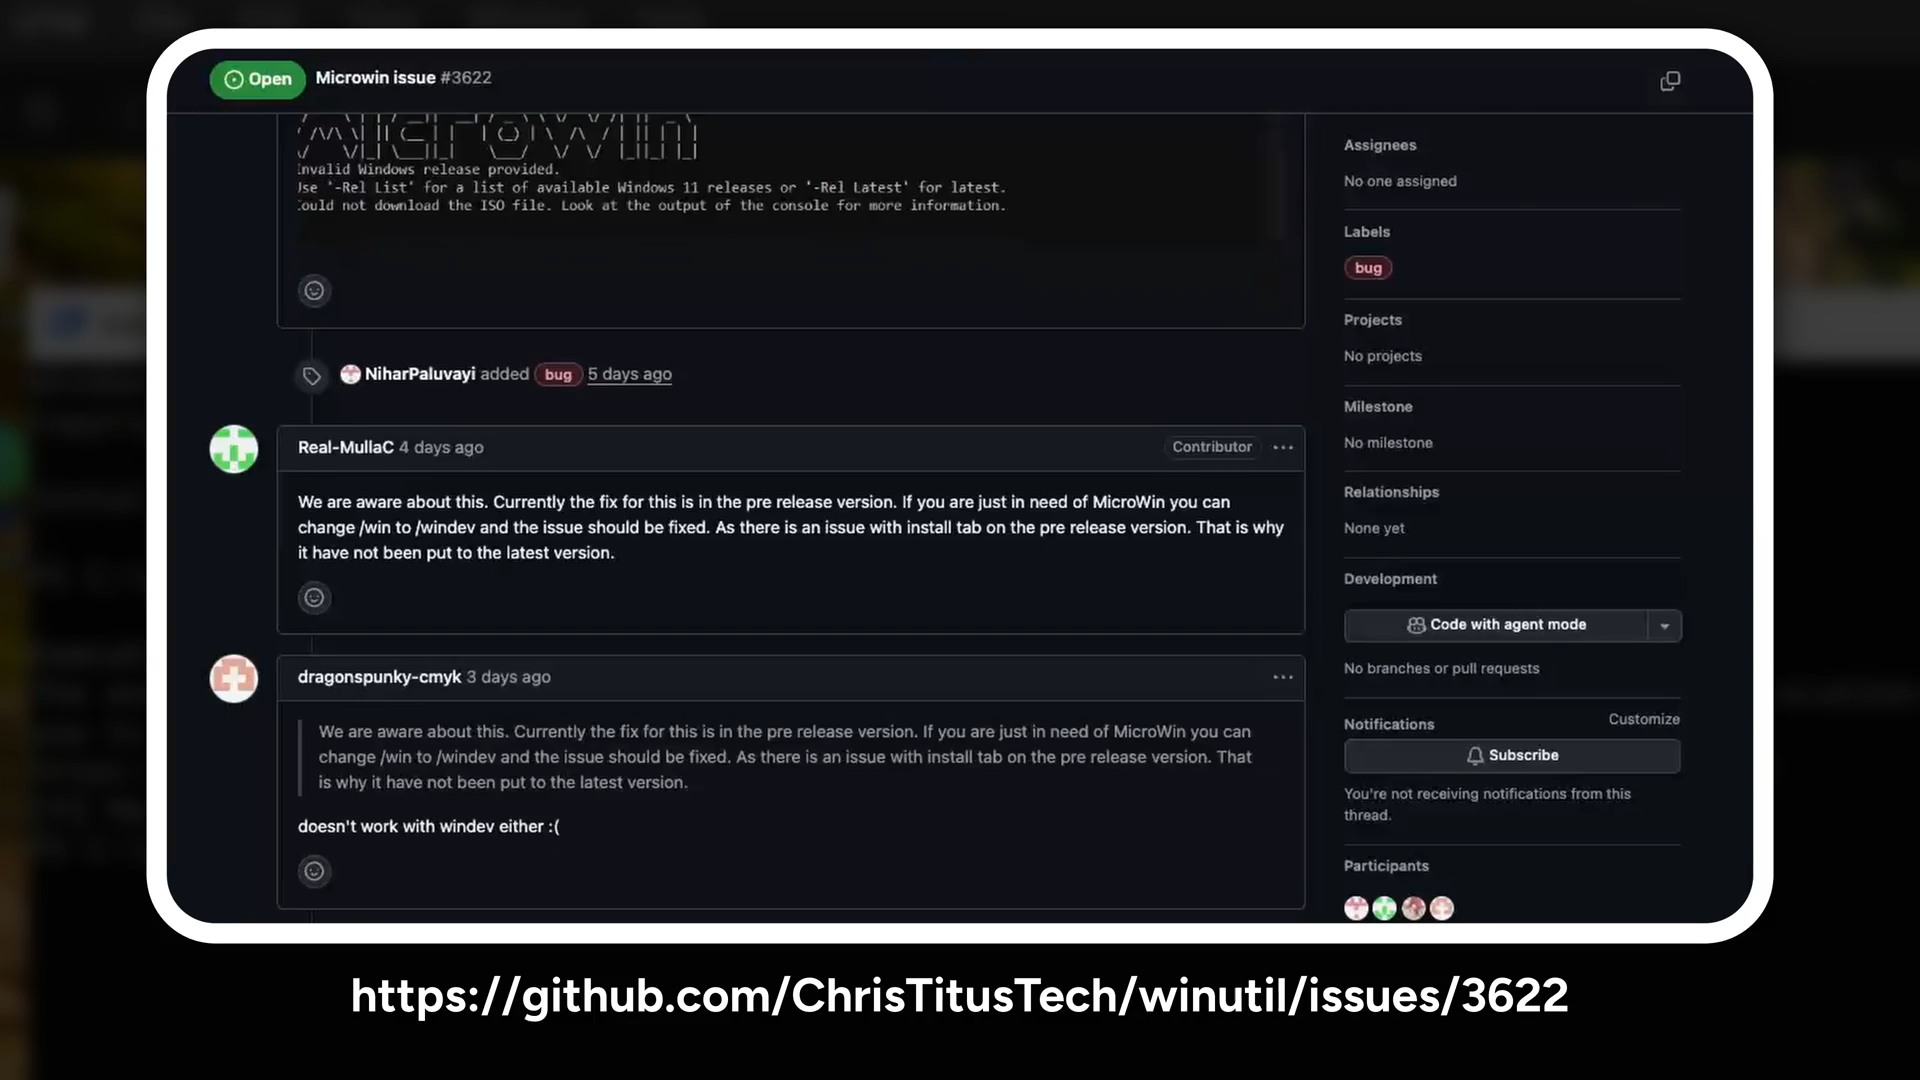 Open Microwin issue #3622
Invalid Windows release provided.
Use '-Rel List' for a list of available Windows 11 releases or '-Rel Latest' for latest.
Could not download the ISO file. Look at the output of the console for more information.
NiharPaluvayi added bug 5 days ago
Real-MullaC 4 days ago Contributor
We are aware about this. Currently the fix for this is in the pre release version. If you are just in need of MicroWin you can
change /win to /windev and the issue should be fixed. As there is an issue with install tab on the pre release version. That is why
it have not been put to the latest version.
dragonspunky-cmyk 3 days ago
We are aware about this. Currently the fix for this is in the pre release version. If you are just in need of MicroWin you can
change /win to /windev and the issue should be fixed. As there is an issue with install tab on the pre release version. That
is why it have not been put to the latest version.
doesn't work with windev either :(
Assignees
No one assigned
Labels
bug
Projects
No projects
Milestone
No milestone
Relationships
None yet
Development
Code with agent mode
No branches or pull requests
Notifications Customize
Subscribe
You're not receiving notifications from this
thread.
Participants
https://github.com/ChrisTitusTech/winutil/issues/3622